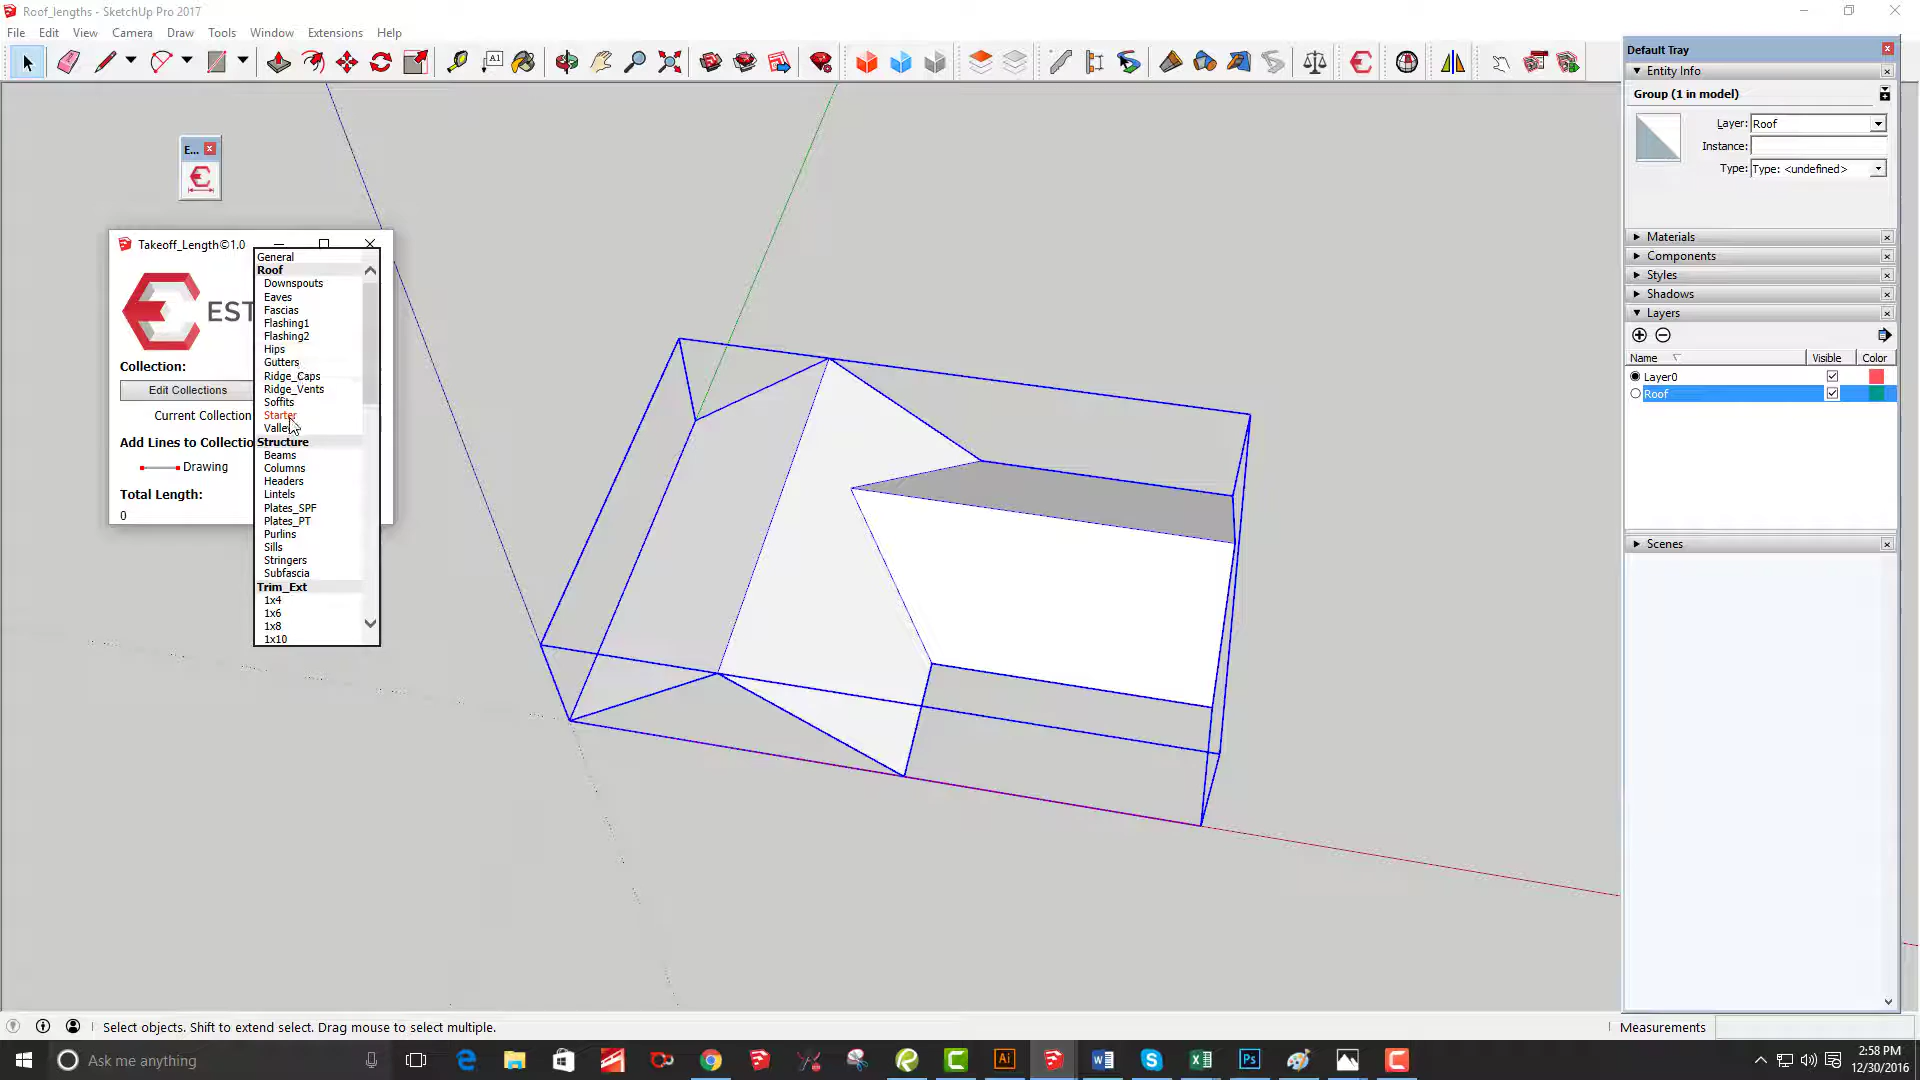 Roof_lengths - SketchUp Pro 2017
File Edit View Camera Draw Tools Window Extensions Help
A1
Default Tray
Entity Info
Group (1 in model)
Layer: Roof
Instance:
Type: Type: <undefined>
Materials
Components
Styles
Shadows
Layers
Name Visible Color
Layer0
Roof
Scenes
E...
Takeoff_Length©1.0
EST
Collection:
Edit Collections
Current Collection
Add Lines to Collectio
Drawing
Total Length:
0
General
Roof
Downspouts
Eaves
Fascias
Flashing1
Flashing2
Hips
Gutters
Ridge_Caps
Ridge_Vents
Soffits
Starter
Valle
Structure
Beams
Columns
Headers
Lintels
Plates_SPF
Plates_PT
Purlins
Sills
Stringers
Subfascia
Trim_Ext
1x4
1x6
1x8
1x10
Select objects. Shift to extend select. Drag mouse to select multiple.
Measurements
Ask me anything
2:58 PM
12/30/2016